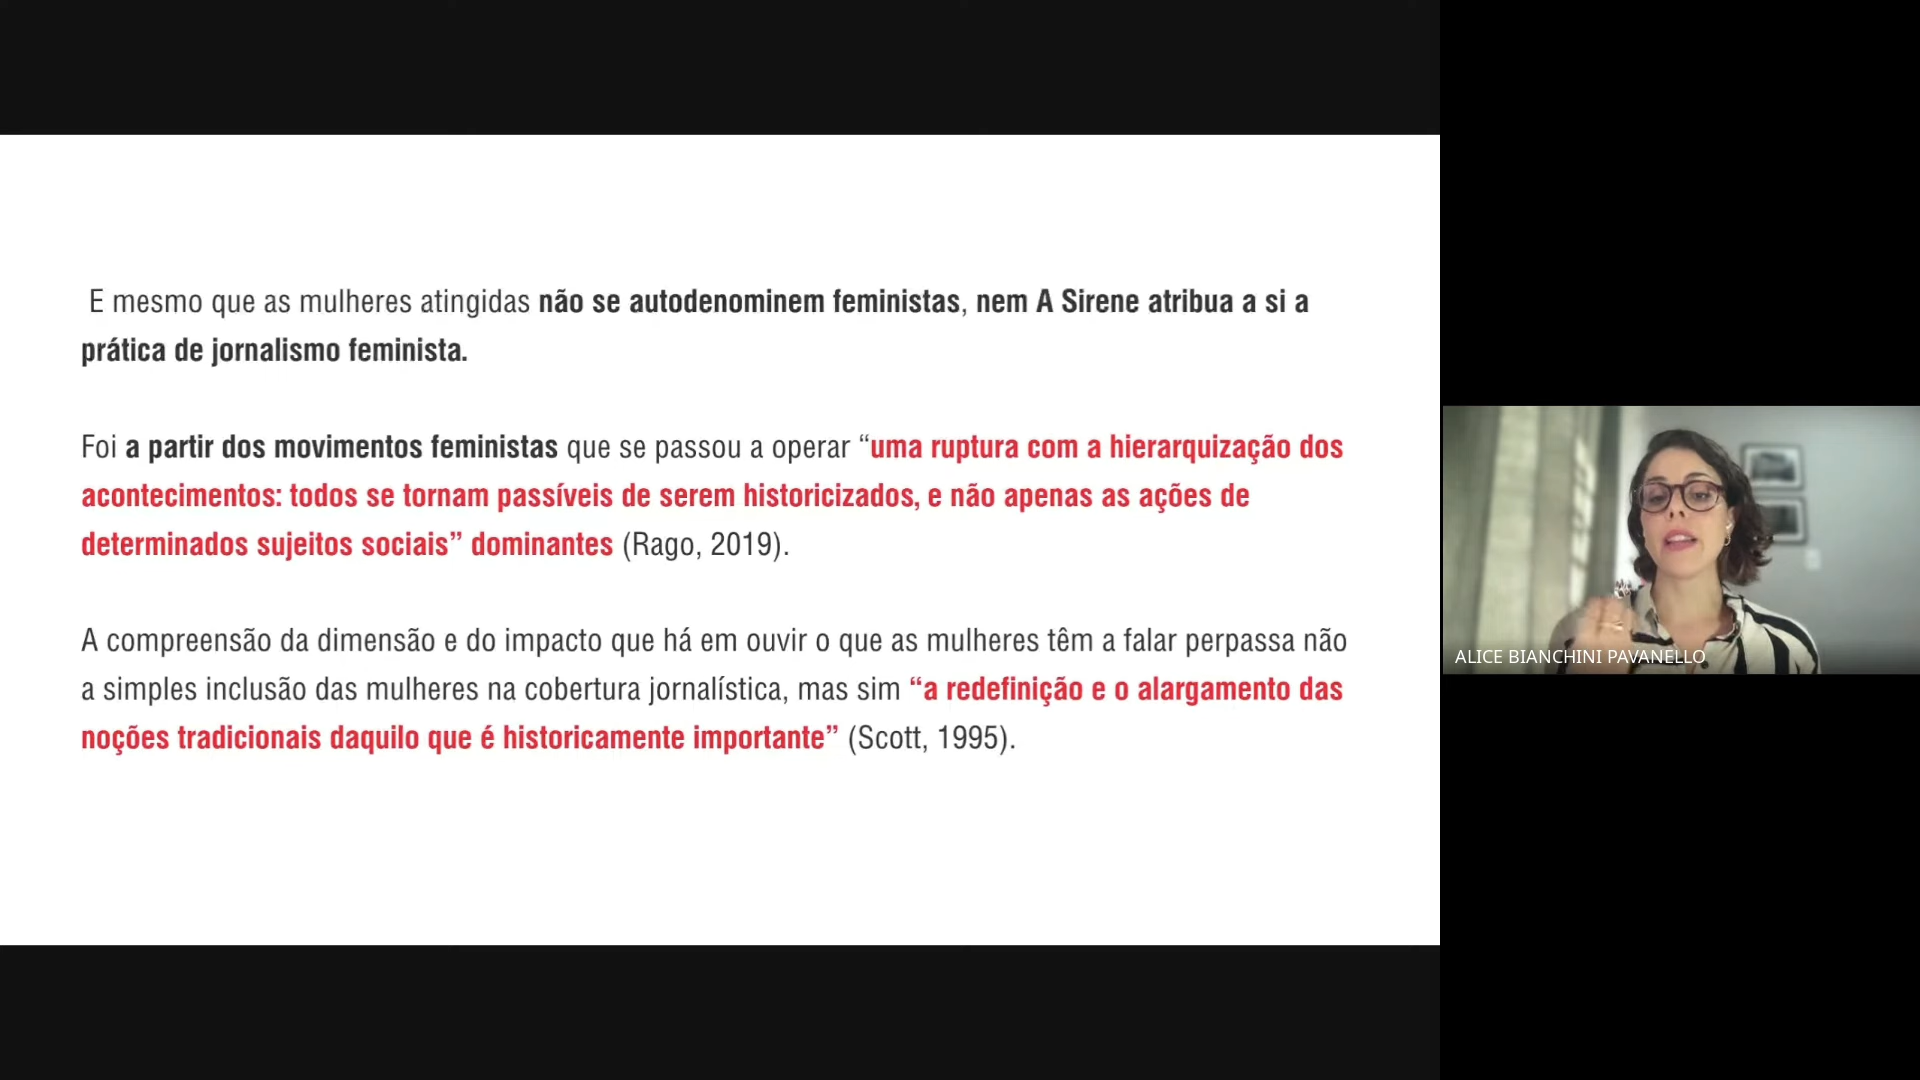 E mesmo que as mulheres atingidas não se autodenominem feministas, nem A Sirene atribua a si a
prática de jornalismo feminista.
Foi a partir dos movimentos feministas que se passou a operar “uma ruptura com a hierarquização dos
acontecimentos: todos se tornam passíveis de serem historicizados, e não apenas as ações de
determinados sujeitos sociais” dominantes (Rago, 2019).
A compreensão da dimensão e do impacto que há em ouvir o que as mulheres têm a falar perpassa não
a simples inclusão das mulheres na cobertura jornalística, mas sim “a redefinição e o alargamento das
noções tradicionais daquilo que é historicamente importante” (Scott, 1995).
ALICE BIANCHINI PAVANELLO